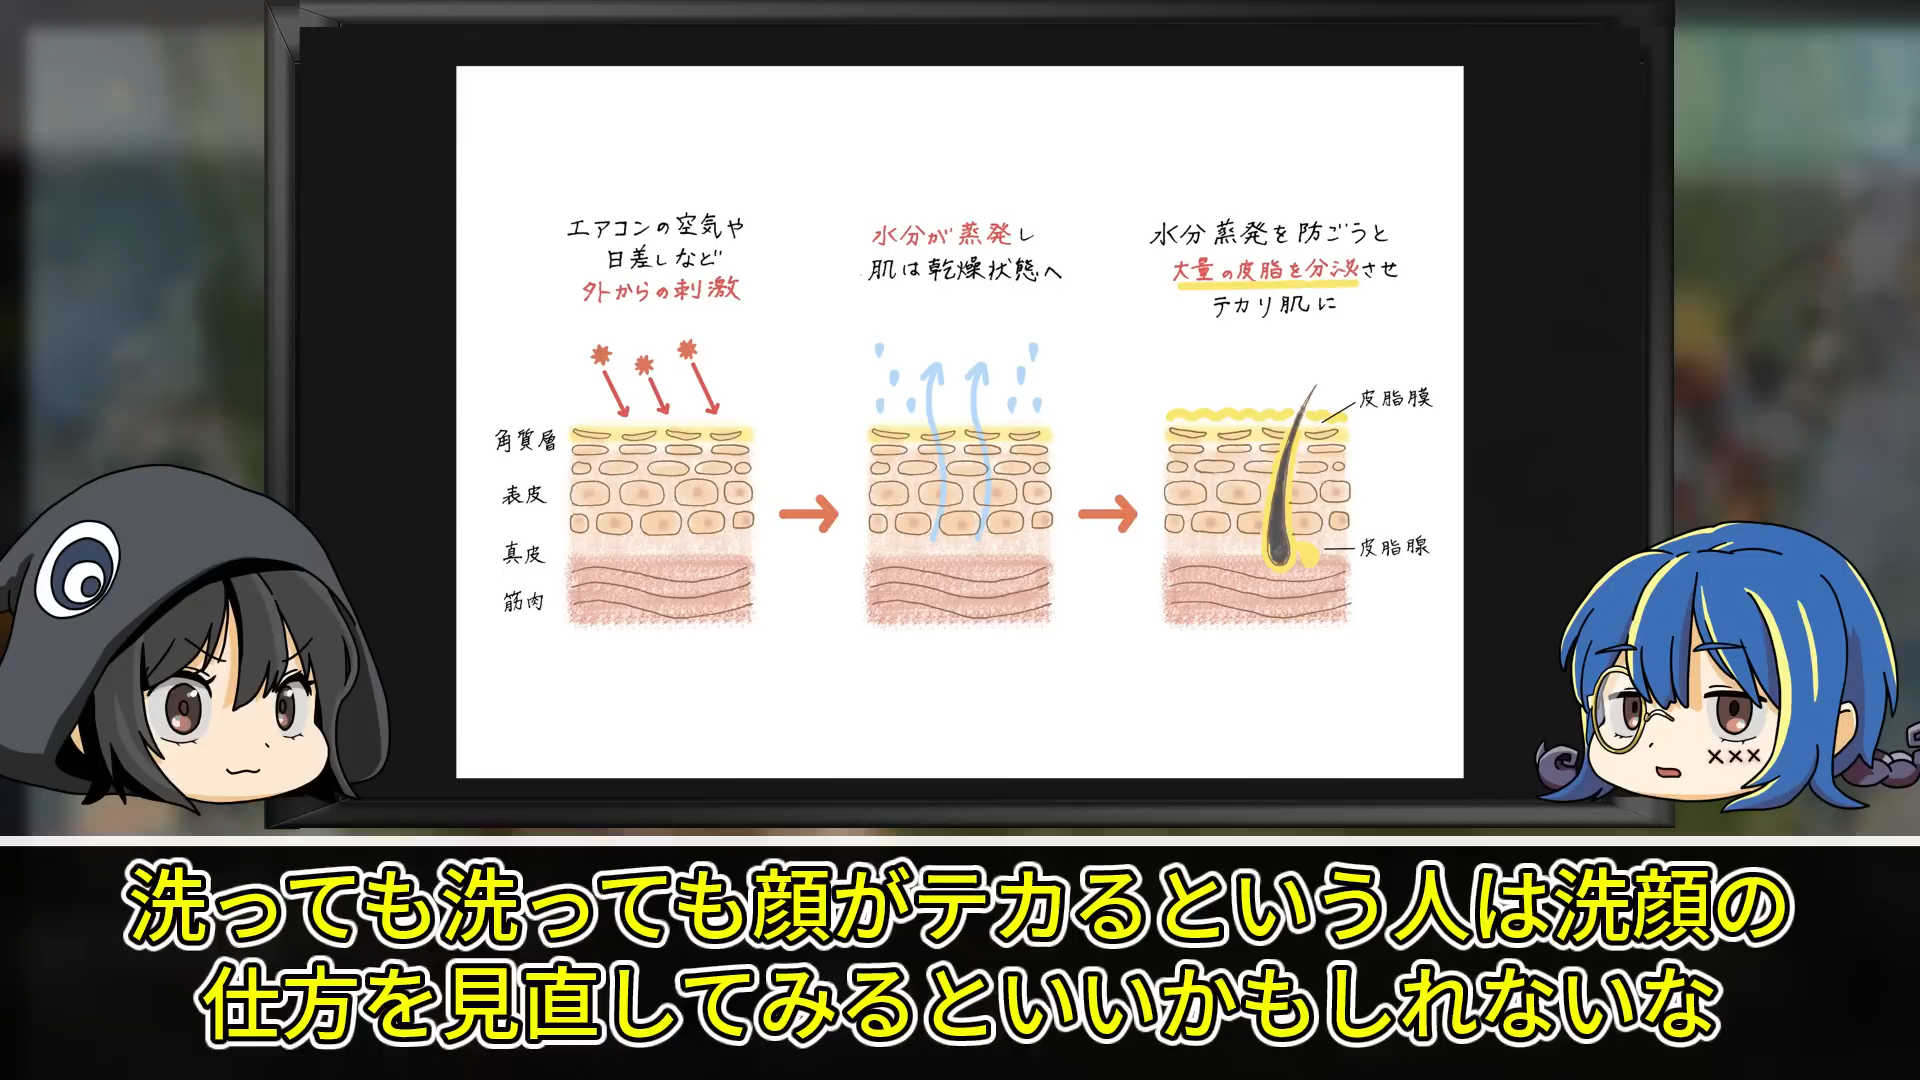 エアコンの空気や
日差しなど
外からの刺激
水分が蒸発し
肌は乾燥状態へ
水分蒸発を防ごうと
大量の皮脂を分泌させ
テカリ肌に
角質層
表皮
真皮
筋肉
皮脂膜
皮脂腺
洗っても洗っても顔がテカるという人は洗顔の
仕方を見直してみるといいかもしれないな